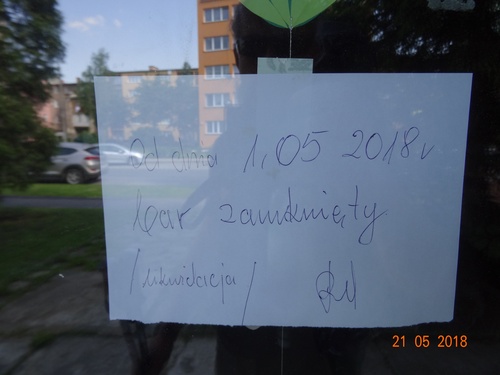 Od dnia 1,05 2018r
bar zamknięty
/likwidacja/
21 05 2018